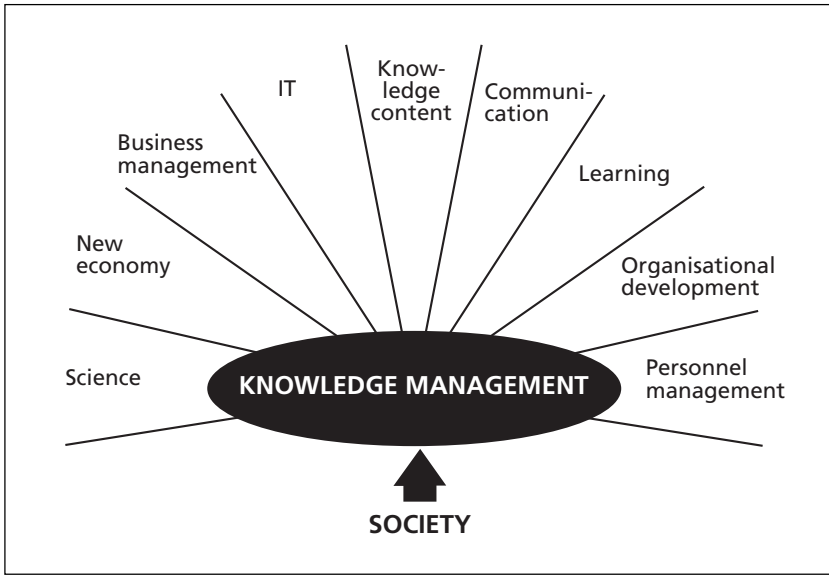 IT
Know-
ledge
content
Communi-
cation
Business
management
Learning
New
economy
Organisational
development
Science
KNOWLEDGE MANAGEMENT
Personnel
management
SOCIETY